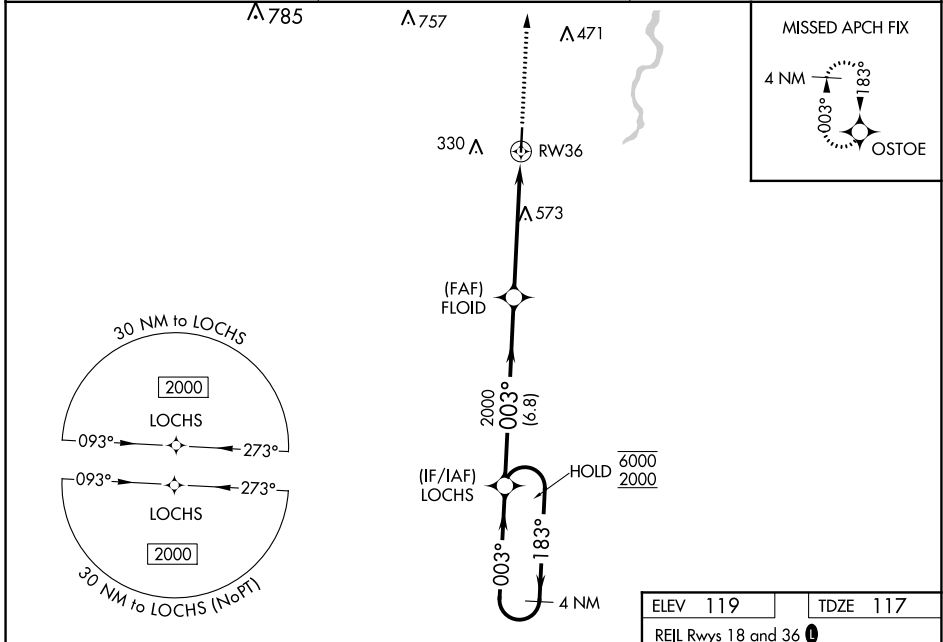 785
757
471
MISSED APCH FIX
4 NM
003°
183°
OSTOE
330
RW36
573
(FAF)
FLOID
30 NM to LOCHS
2000
LOCHS
093°
273°
093°
273°
LOCHS
2000
30 NM to LOCHS (NoPT)
2000
003°
(6.8)
(IF/IAF)
LOCHS
HOLD
6000
2000
003°
183°
4 NM
ELEV 119
TDZE 117
REIL Rwys 18 and 36 L